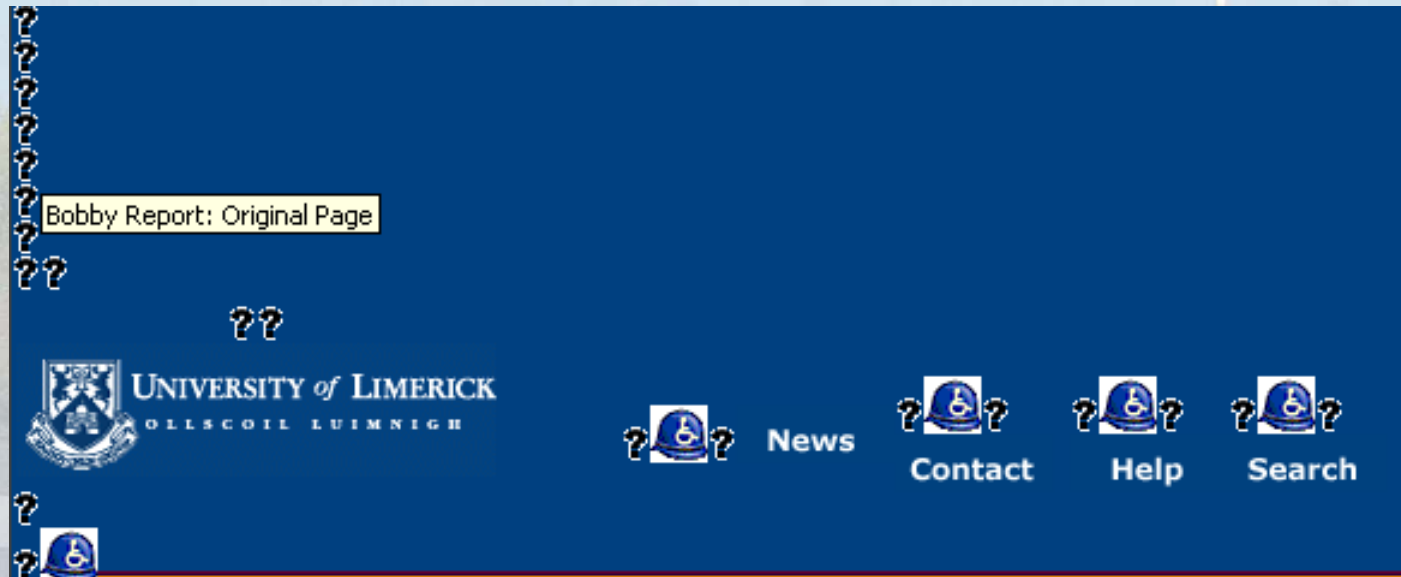 ?
?
?
?
?
?
Bobby Report: Original Page
?
??
??
UNIVERSITY of LIMERICK
OLLSCOIL LUIMNIGH
? ? News
? ? ? ? ? ?
Contact Help Search
?
?